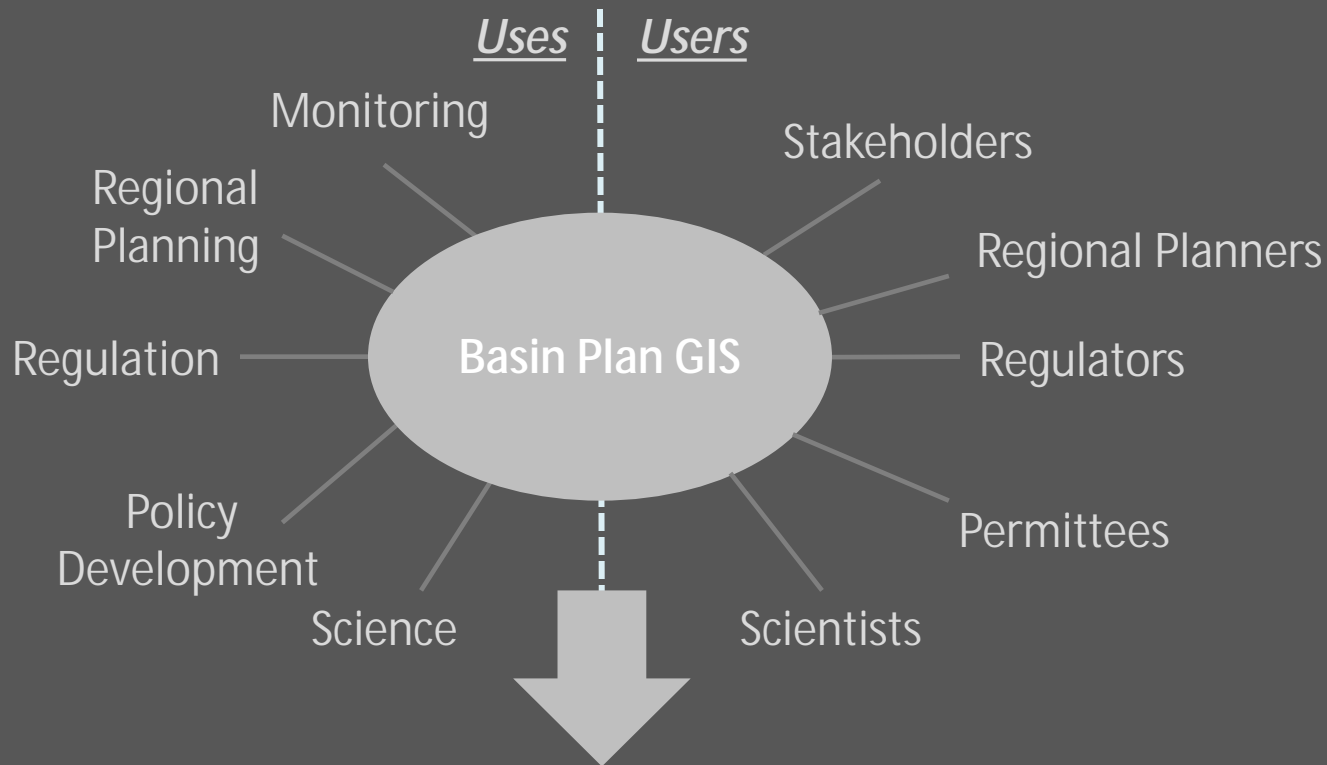 Uses
Users
Monitoring
Stakeholders
Regional
Planning
Regional Planners
Regulation
Basin Plan GIS
Regulators
Policy
Development
Permittees
Science
Scientists